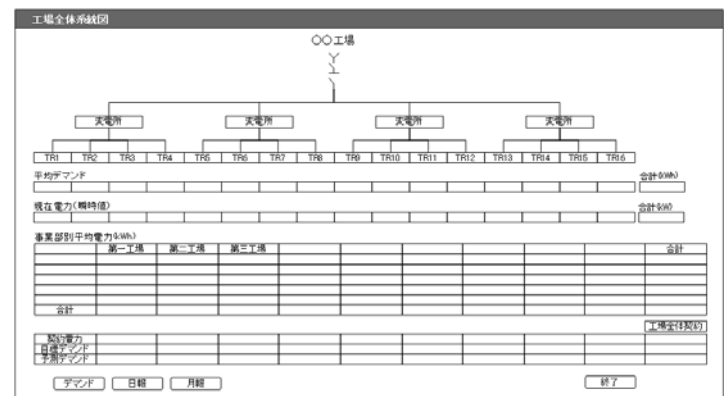 工場全体系統図
〇〇工場
変電所 変電所 変電所 変電所
TR1 TR2 TR3 TR4 TR5 TR6 TR7 TR8 TR9 TR10 TR11 TR12 TR13 TR14 TR15 TR16
平均デマンド 合計(kWh)
現在電力(瞬時値) 合計(kW)
事業部別平均電力(kWh)
第一工場 第二工場 第三工場 合計
合計
工場全体契約
契約電力
目標デマンド
予測デマンド
デマンド 日報 月報 終了